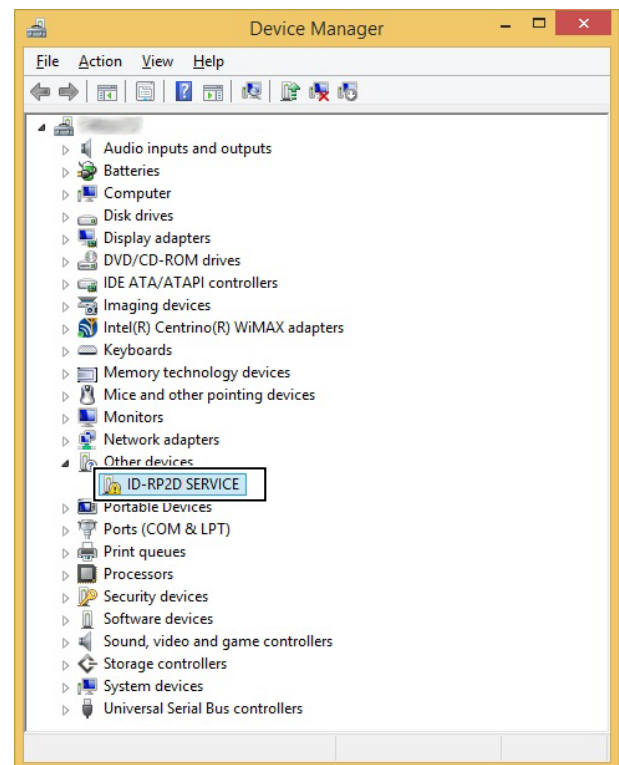 Device Manager
File Action View Help
Audio inputs and outputs
Batteries
Computer
Disk drives
Display adapters
DVD/CD-ROM drives
IDE ATA/ATAPI controllers
Imaging devices
Intel(R) Centrino(R) WiMAX adapters
Keyboards
Memory technology devices
Mice and other pointing devices
Monitors
Network adapters
Other devices
ID-RP2D SERVICE
Portable Devices
Ports (COM & LPT)
Print queues
Processors
Security devices
Software devices
Sound, video and game controllers
Storage controllers
System devices
Universal Serial Bus controllers